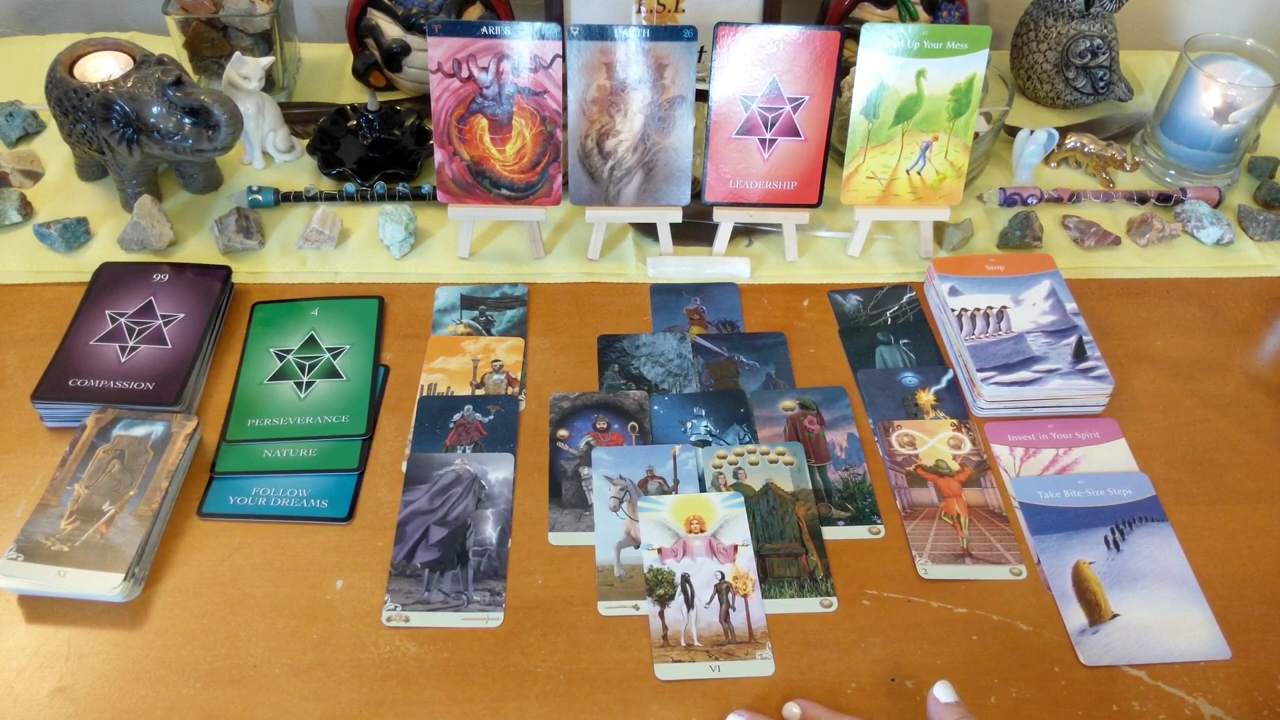 E.S.I.
ARIES
EARTH
26
LEADERSHIP
Up Your Mess
99
COMPASSION
4
PERSEVERANCE
NATURE
FOLLOW
YOUR DREAMS
Stop
Invest in Your Spirit
Take Bite-Size Steps
XI
2
VI